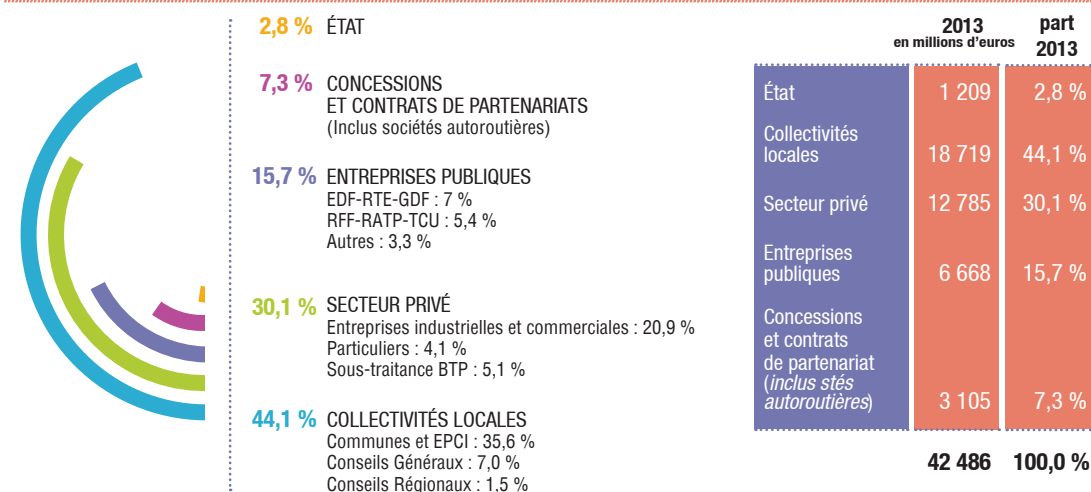 2,8 % ÉTAT
7,3 % CONCESSIONS
ET CONTRATS DE PARTENARIATS
(Inclus sociétés autoroutières)
15,7 % ENTREPRISES PUBLIQUES
EDF-RTE-GDF : 7 %
RFF-RATP-TCU : 5,4 %
Autres : 3,3 %
30,1 % SECTEUR PRIVÉ
Entreprises industrielles et commerciales : 20,9 %
Particuliers : 4,1 %
Sous-traitance BTP : 5,1 %
44,1 % COLLECTIVITÉS LOCALES
Communes et EPCI : 35,6 %
Conseils Généraux : 7,0 %
Conseils Régionaux : 1,5 %
2013 part
en millions d'euros 2013
État 1 209 2,8 %
Collectivités
locales 18 719 44,1 %
Secteur privé 12 785 30,1 %
Entreprises
publiques 6 668 15,7 %
Concessions
et contrats
de partenariat
(inclus stés
autoroutières) 3 105 7,3 %
42 486 100,0 %